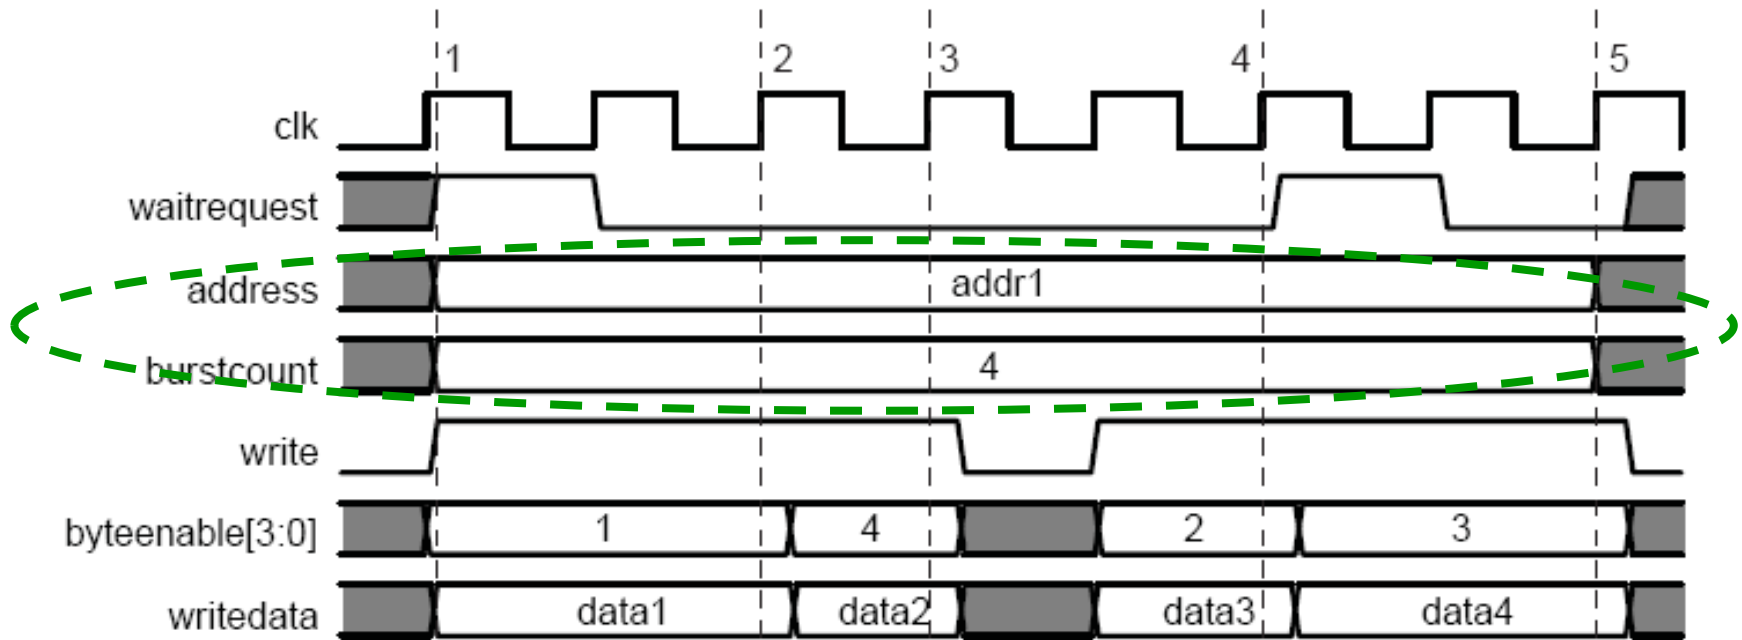 1 2 3 4 5
clk
waitrequest
address addr1
burstcount 4
write
byteenable[3:0] 1 4 2 3
writedata data1 data2 data3 data4